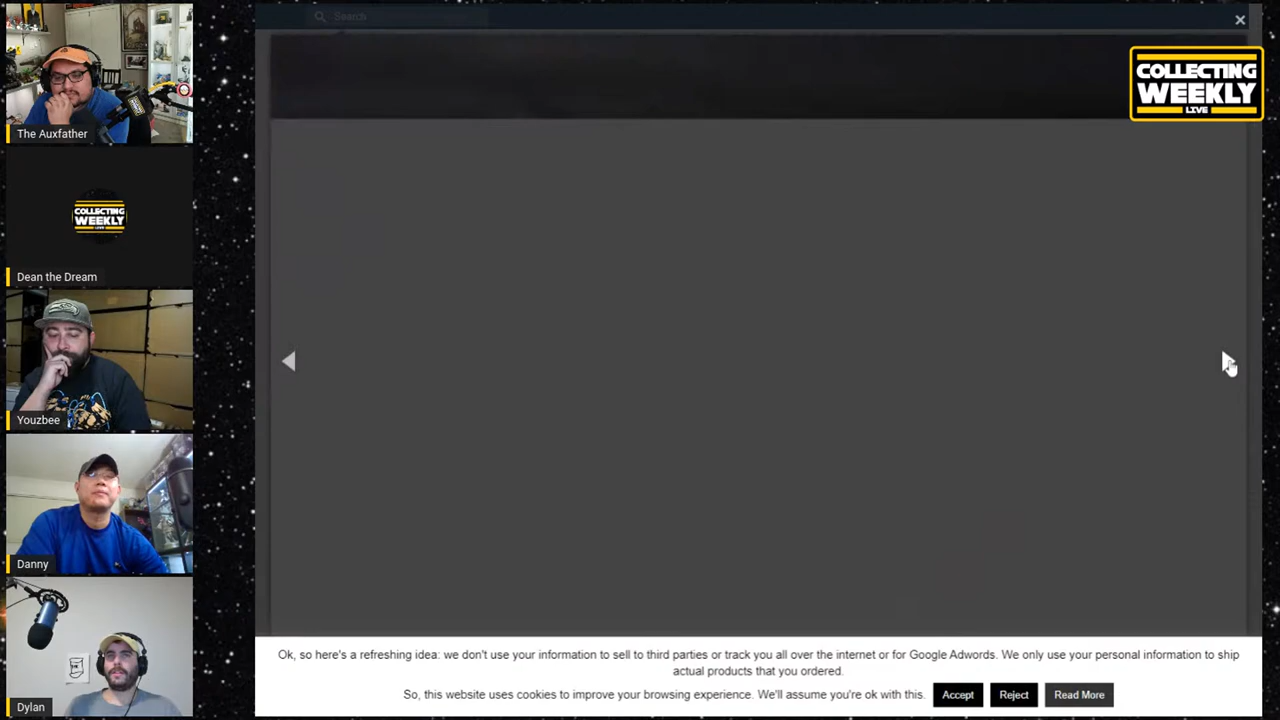 The Auxfather
COLLECTING
WEEKLY
LIVE
Dean the Dream
Youzbee
Danny
Dylan
Search
COLLECTING
WEEKLY
LIVE
Ok, so here's a refreshing idea: we don't use your information to sell to third parties or track you all over the internet or for Google Adwords. We only use your personal information to ship
actual products that you ordered.
So, this website uses cookies to improve your browsing experience. We'll assume you're ok with this.
Accept
Reject
Read More